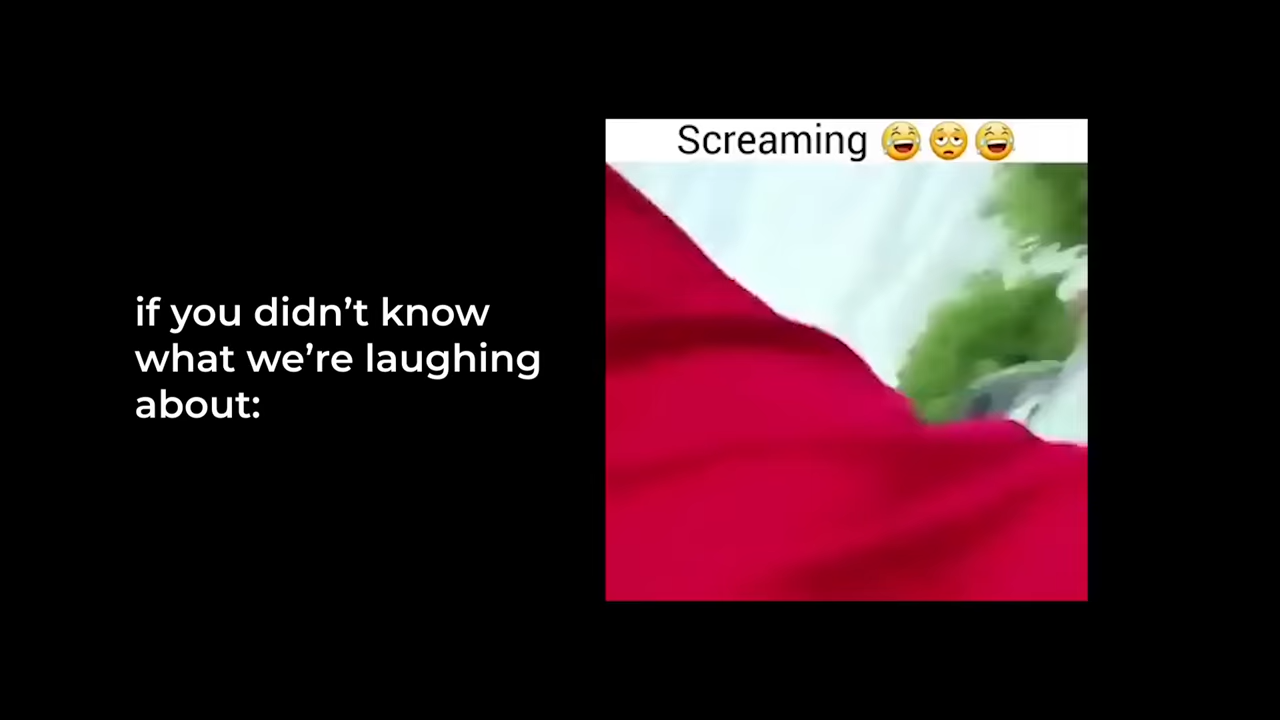 if you didn’t know
what we’re laughing
about:
Screaming 😂😩😂